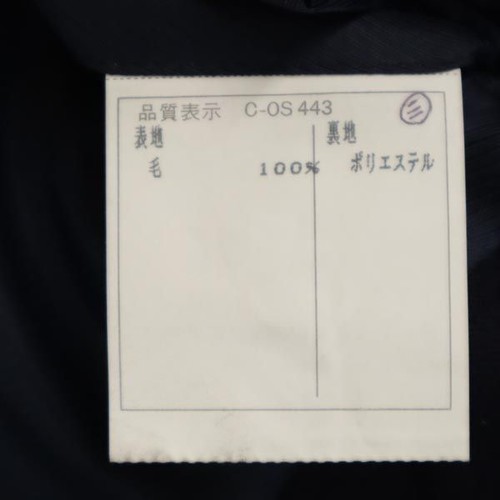 品質表示 C-OS 443
三
表地
毛 100%
裏地
ポリエステル